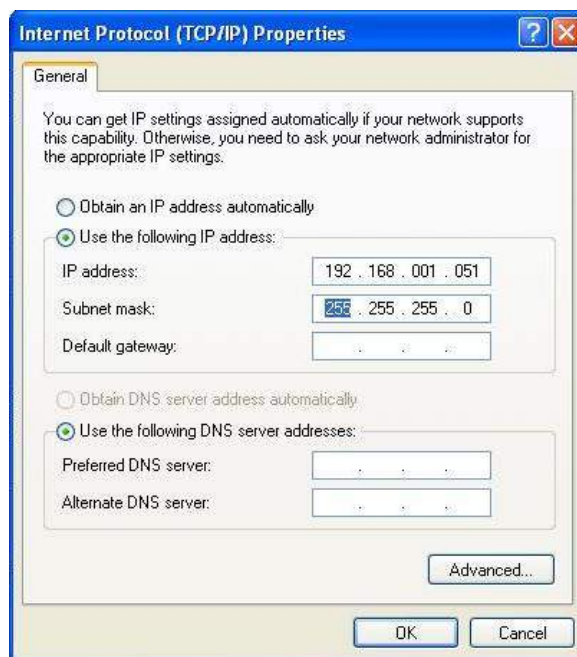 Internet Protocol (TCP/IP) Properties
General
You can get IP settings assigned automatically if your network supports
this capability. Otherwise, you need to ask your network administrator for
the appropriate IP settings.
Obtain an IP address automatically
Use the following IP address:
IP address: 192 . 168 . 001 . 051
Subnet mask: 255 . 255 . 255 . 0
Default gateway: . . .
Obtain DNS server address automatically
Use the following DNS server addresses:
Preferred DNS server: . . .
Alternate DNS server: . . .
Advanced...
OK Cancel